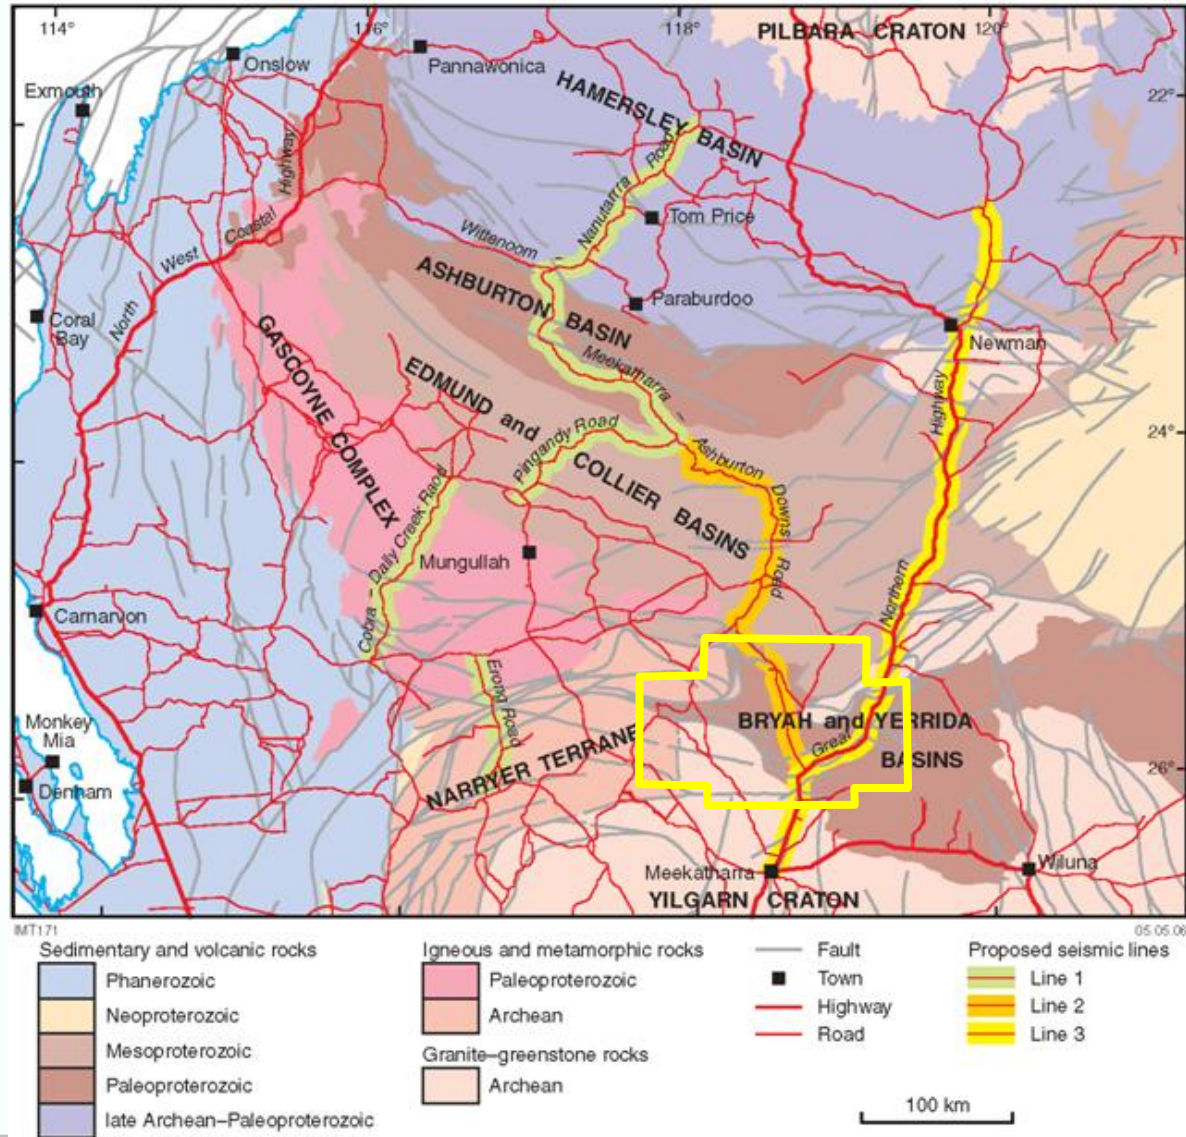 114°
116°
118°
120°
PILBARA CRATON
Onslow
Pannawonica
Exmouth
HAMERSLEY BASIN
22°
Highway
Nanutarrra Road
Coastal
West
North
Wittenoom –
Tom Price
ASHBURTON BASIN
Paraburdoo
Coral
Bay
GASCOYNE COMPLEX
Newman
EDMUND and
COLLIER BASINS
Meekatharra –
Highway
Pingandy Road
24°
Ashburton
Downs
Road
Dally Creek Raod
Mungullah
Cobra –
Northern
Carnarvon
Erong Road
Monkey
Mia
NARRYER TERRANE
BRYAH and YERRIDA
BASINS
Great
26°
Denham
Meekatharra
Wiluna
YILGARN CRATON
IMT171
05.05.06
Sedimentary and volcanic rocks
Phanerozoic
Neoproterozoic
Mesoproterozoic
Paleoproterozoic
late Archean–Paleoproterozoic
Igneous and metamorphic rocks
Paleoproterozoic
Archean
Granite–greenstone rocks
Archean
Fault
Town
Highway
Road
Proposed seismic lines
Line 1
Line 2
Line 3
100 km